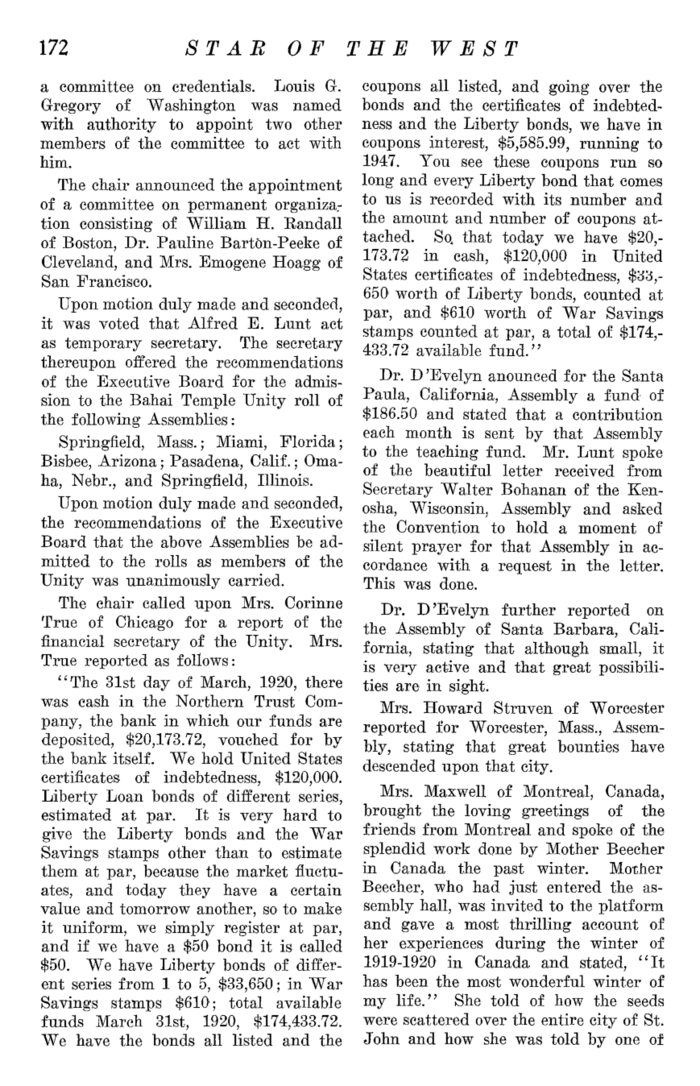 172 STAR OF THE WEST
a committee on credentials. Louis G.
Gregory of Washington was named
with authority to appoint two other
members of the committee to act with
him.
The chair announced the appointment
of a committee on permanent organiza-
tion consisting of William H. Randall
of Boston, Dr. Pauline Barton-Peeke of
Cleveland, and Mrs. Emogene Hoagg of
San Francisco.
Upon motion duly made and seconded,
it was voted that Alfred E. Lunt act
as temporary secretary. The secretary
thereupon offered the recommendations
of the Executive Board for the admis-
sion to the Bahai Temple Unity roll of
the following Assemblies:
Springfield, Mass.; Miami, Florida;
Bisbee, Arizona; Pasadena, Calif.; Oma-
ha, Nebr., and Springfield, Illinois.
Upon motion duly made and seconded,
the recommendations of the Executive
Board that the above Assemblies be ad-
mitted to the rolls as members of the
Unity was unanimously carried.
The chair called upon Mrs. Corinne
True of Chicago for a report of the
financial secretary of the Unity. Mrs.
True reported as follows:
"The 31st day of March, 1920, there
was cash in the Northern Trust Com-
pany, the bank in which our funds are
deposited, $20,173.72, vouched for by
the bank itself. We hold United States
certificates of indebtedness, $120,000.
Liberty Loan bonds of different series,
estimated at par. It is very hard to
give the Liberty bonds and the War
Savings stamps other than to estimate
them at par, because the market fluctu-
ates, and today they have a certain
value and tomorrow another, so to make
it uniform, we simply register at par,
and if we have a $50 bond it is called
$50. We have Liberty bonds of differ-
ent series from 1 to 5, $33,650; in War
Savings stamps $610; total available
funds March 31st, 1920, $174,433.72.
We have the bonds all listed and the
coupons all listed, and going over the
bonds and the certificates of indebted-
ness and the Liberty bonds, we have in
coupons interest, $5,585.99, running to
1947. You see these coupons run so
long and every Liberty bond that comes
to us is recorded with its number and
the amount and number of coupons at-
tached. So, that today we have $20,-
173.72 in cash, $120,000 in United
States certificates of indebtedness, $33,-
650 worth of Liberty bonds, counted at
par, and $610 worth of War Savings
stamps counted at par, a total of $174,-
433.72 available fund."
Dr. D'Evelyn anounced for the Santa
Paula, California, Assembly a fund of
$186.50 and stated that a contribution
each month is sent by that Assembly
to the teaching fund. Mr. Lunt spoke
of the beautiful letter received from
Secretary Walter Bohanan of the Ken-
osha, Wisconsin, Assembly and asked
the Convention to hold a moment of
silent prayer for that Assembly in ac-
cordance with a request in the letter.
This was done.
Dr. D'Evelyn further reported on
the Assembly of Santa Barbara, Cali-
fornia, stating that although small, it
is very active and that great possibili-
ties are in sight.
Mrs. Howard Struven of Worcester
reported for Worcester, Mass., Assem-
bly, stating that great bounties have
descended upon that city.
Mrs. Maxwell of Montreal, Canada,
brought the loving greetings of the
friends from Montreal and spoke of the
splendid work done by Mother Beecher
in Canada the past winter. Mother
Beecher, who had just entered the as-
sembly hall, was invited to the platform
and gave a most thrilling account of
her experiences during the winter of
1919-1920 in Canada and stated, "It
has been the most wonderful winter of
my life." She told of how the seeds
were scattered over the entire city of St.
John and how she was told by one of